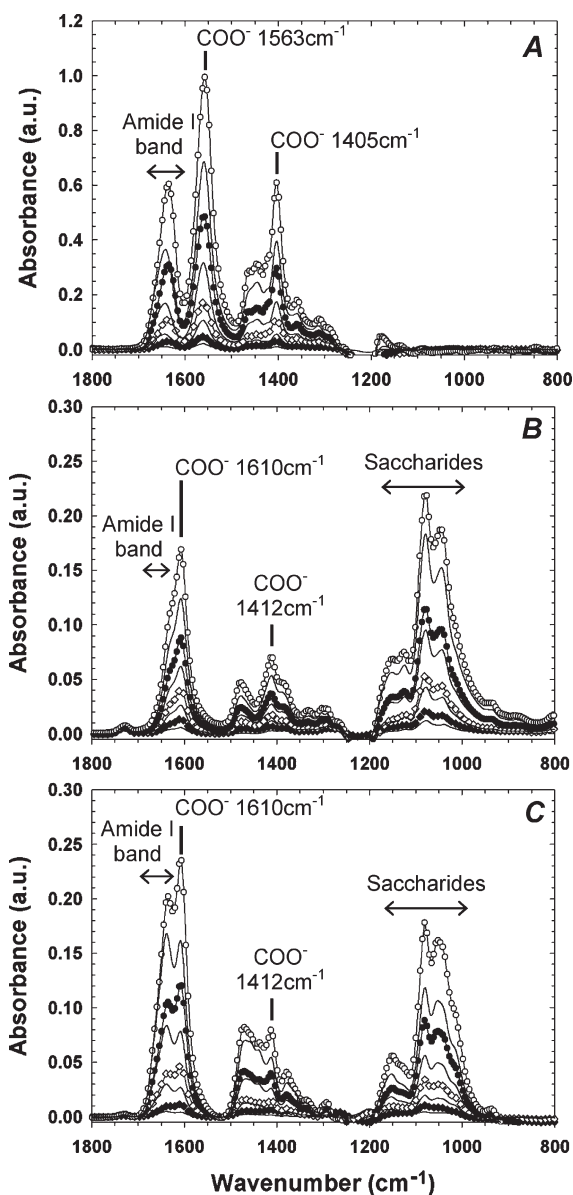 A
COO⁻ 1563cm⁻¹
Amide I
band
COO⁻ 1405cm⁻¹
Absorbance (a.u.)
1.2
1.0
0.8
0.6
0.4
0.2
0.0
1800 1600 1400 1200 1000 800
B
COO⁻ 1610cm⁻¹
Saccharides
Amide I
band
COO⁻
1412cm⁻¹
Absorbance (a.u.)
0.30
0.25
0.20
0.15
0.10
0.05
0.00
1800 1600 1400 1200 1000 800
C
COO⁻ 1610cm⁻¹
Amide I
band
Saccharides
COO⁻
1412cm⁻¹
Absorbance (a.u.)
0.30
0.25
0.20
0.15
0.10
0.05
0.00
1800 1600 1400 1200 1000 800
Wavenumber (cm⁻¹)